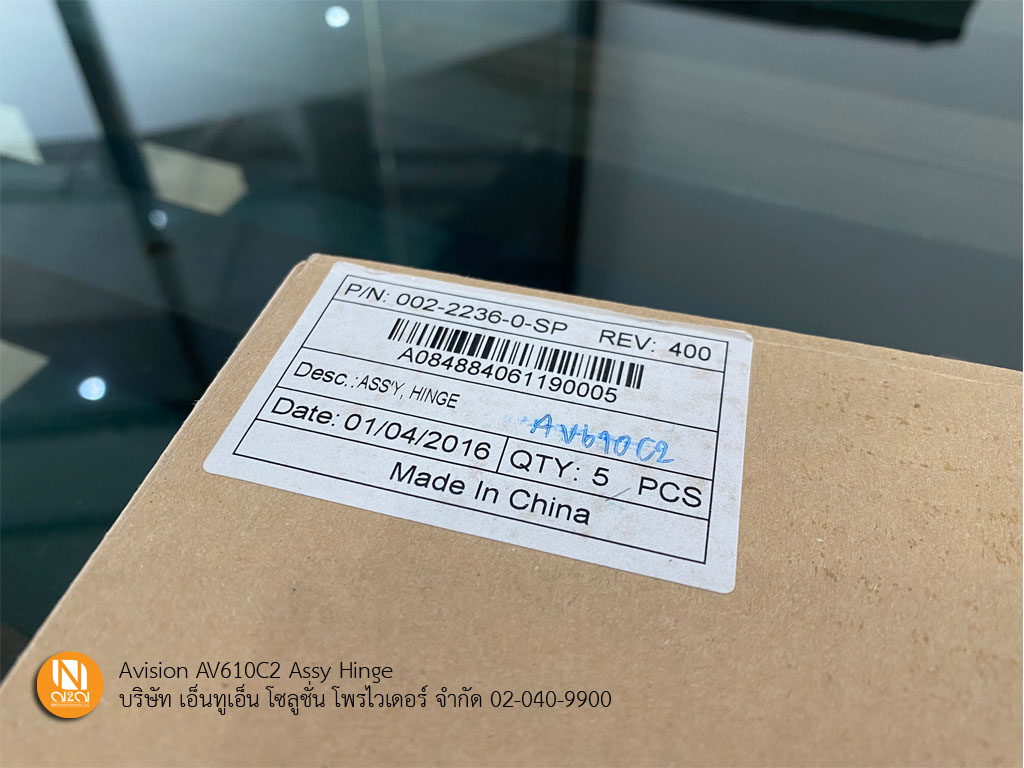 P/N: 002-2236-0-SP REV: 400
A084884061190005
Desc.: ASS'Y, HINGE
AV610C2
Date: 01/04/2016 QTY: 5 PCS
Made In China
N
Avision AV610C2 Assy Hinge
บริษัท เอ็นทูเอ็น โซลูชั่น โพรไวเดอร์ จำกัด 02-040-9900